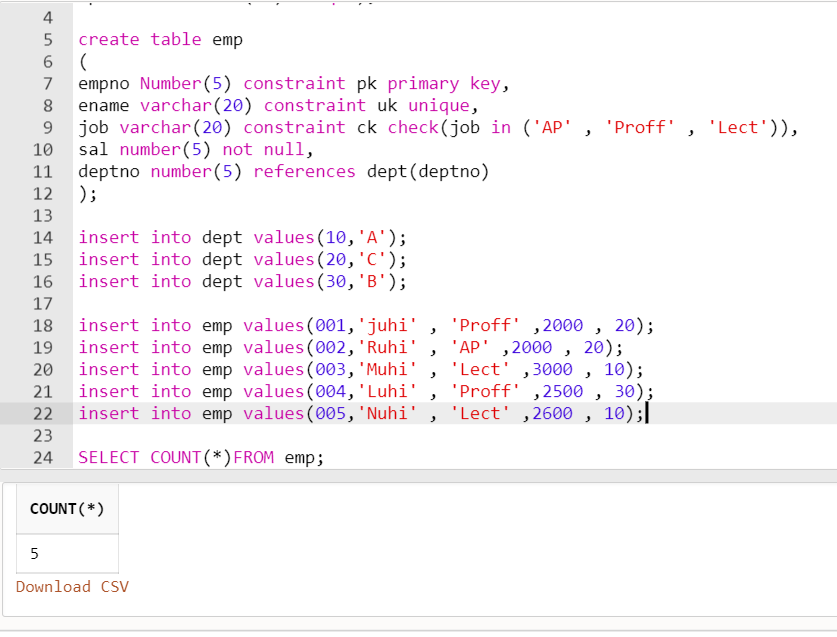 4
5 create table emp
6 (
7 empno Number(5) constraint pk primary key,
8 ename varchar(20) constraint uk unique,
9 job varchar(20) constraint ck check(job in ('AP' , 'Proff' , 'Lect')),
10 sal number(5) not null,
11 deptno number(5) references dept(deptno)
12 );
13
14 insert into dept values(10,'A');
15 insert into dept values(20,'C');
16 insert into dept values(30,'B');
17
18 insert into emp values(001,'juhi' , 'Proff' ,2000 , 20);
19 insert into emp values(002,'Ruhi' , 'AP' ,2000 , 20);
20 insert into emp values(003,'Muhi' , 'Lect' ,3000 , 10);
21 insert into emp values(004,'Luhi' , 'Proff' ,2500 , 30);
22 insert into emp values(005,'Nuhi' , 'Lect' ,2600 , 10);
23
24 SELECT COUNT(*)FROM emp;
COUNT(*)
5
Download CSV